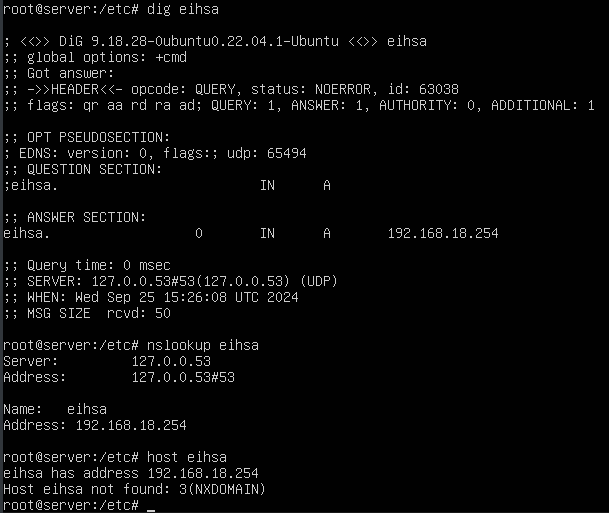 root@server:/etc# dig eihsa
; <<>> DiG 9.18.28-0ubuntu0.22.04.1-Ubuntu <<>> eihsa
;; global options: +cmd
;; Got answer:
;; ->>HEADER<<- opcode: QUERY, status: NOERROR, id: 63038
;; flags: qr aa rd ra ad; QUERY: 1, ANSWER: 1, AUTHORITY: 0, ADDITIONAL: 1
;; OPT PSEUDOSECTION:
; EDNS: version: 0, flags:; udp: 65494
;; QUESTION SECTION:
;eihsa. IN A
;; ANSWER SECTION:
eihsa. 0 IN A 192.168.18.254
;; Query time: 0 msec
;; SERVER: 127.0.0.53#53(127.0.0.53) (UDP)
;; WHEN: Wed Sep 25 15:26:08 UTC 2024
;; MSG SIZE  rcvd: 50
root@server:/etc# nslookup eihsa
Server: 127.0.0.53
Address: 127.0.0.53#53
Name: eihsa
Address: 192.168.18.254
root@server:/etc# host eihsa
eihsa has address 192.168.18.254
Host eihsa not found: 3(NXDOMAIN)
root@server:/etc# _